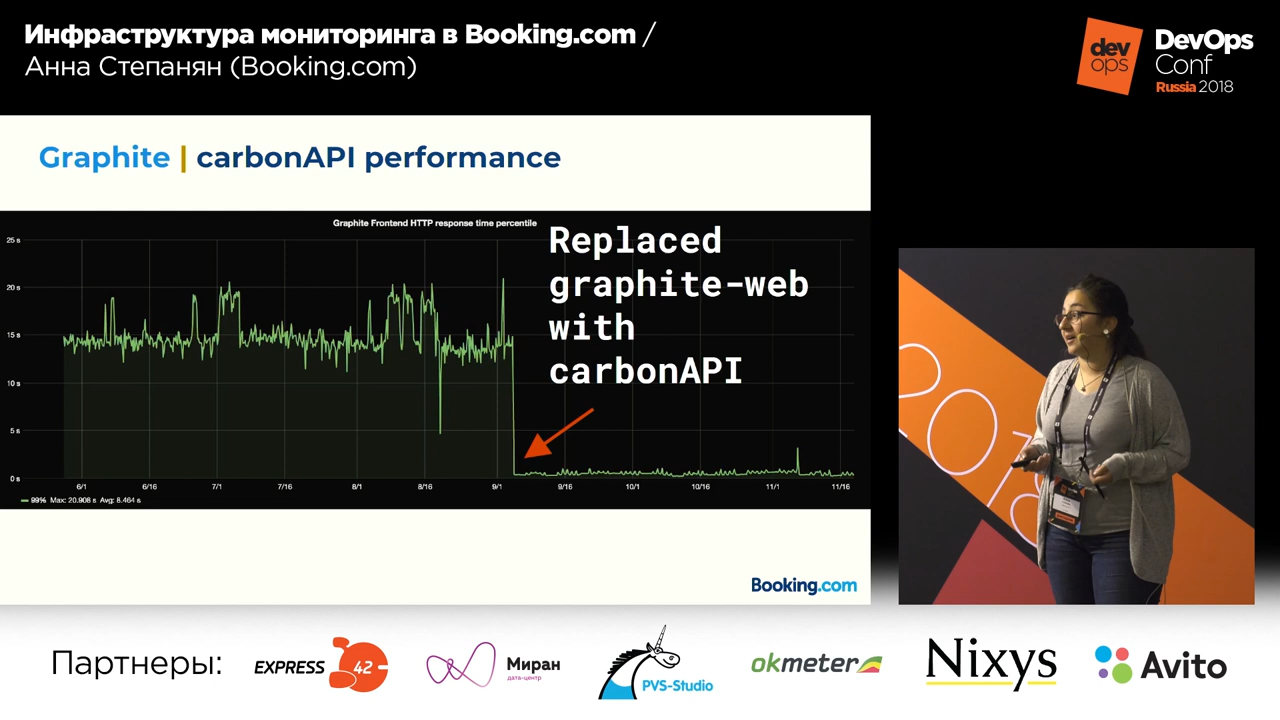 Инфраструктура мониторинга в Booking.com /
Анна Степанян (Booking.com)
dev
ops
DevOps
Conf
Russia 2018
Graphite | carbonAPI performance
Graphite Frontend HTTP response time percentile
Replaced
graphite-web
with
carbonAPI
25 s
20 s
15 s
10 s
5 s
0 s
6/1 6/16 7/1 7/16 8/1 8/16 9/1 9/16 10/1 10/16 11/1 11/16
99% Max: 20.908 s Avg: 8.464 s
Booking.com
2018
Партнеры:
EXPRESS 42
Миран
дата-центр
PVS-Studio
okmeter
Nixys
Avito